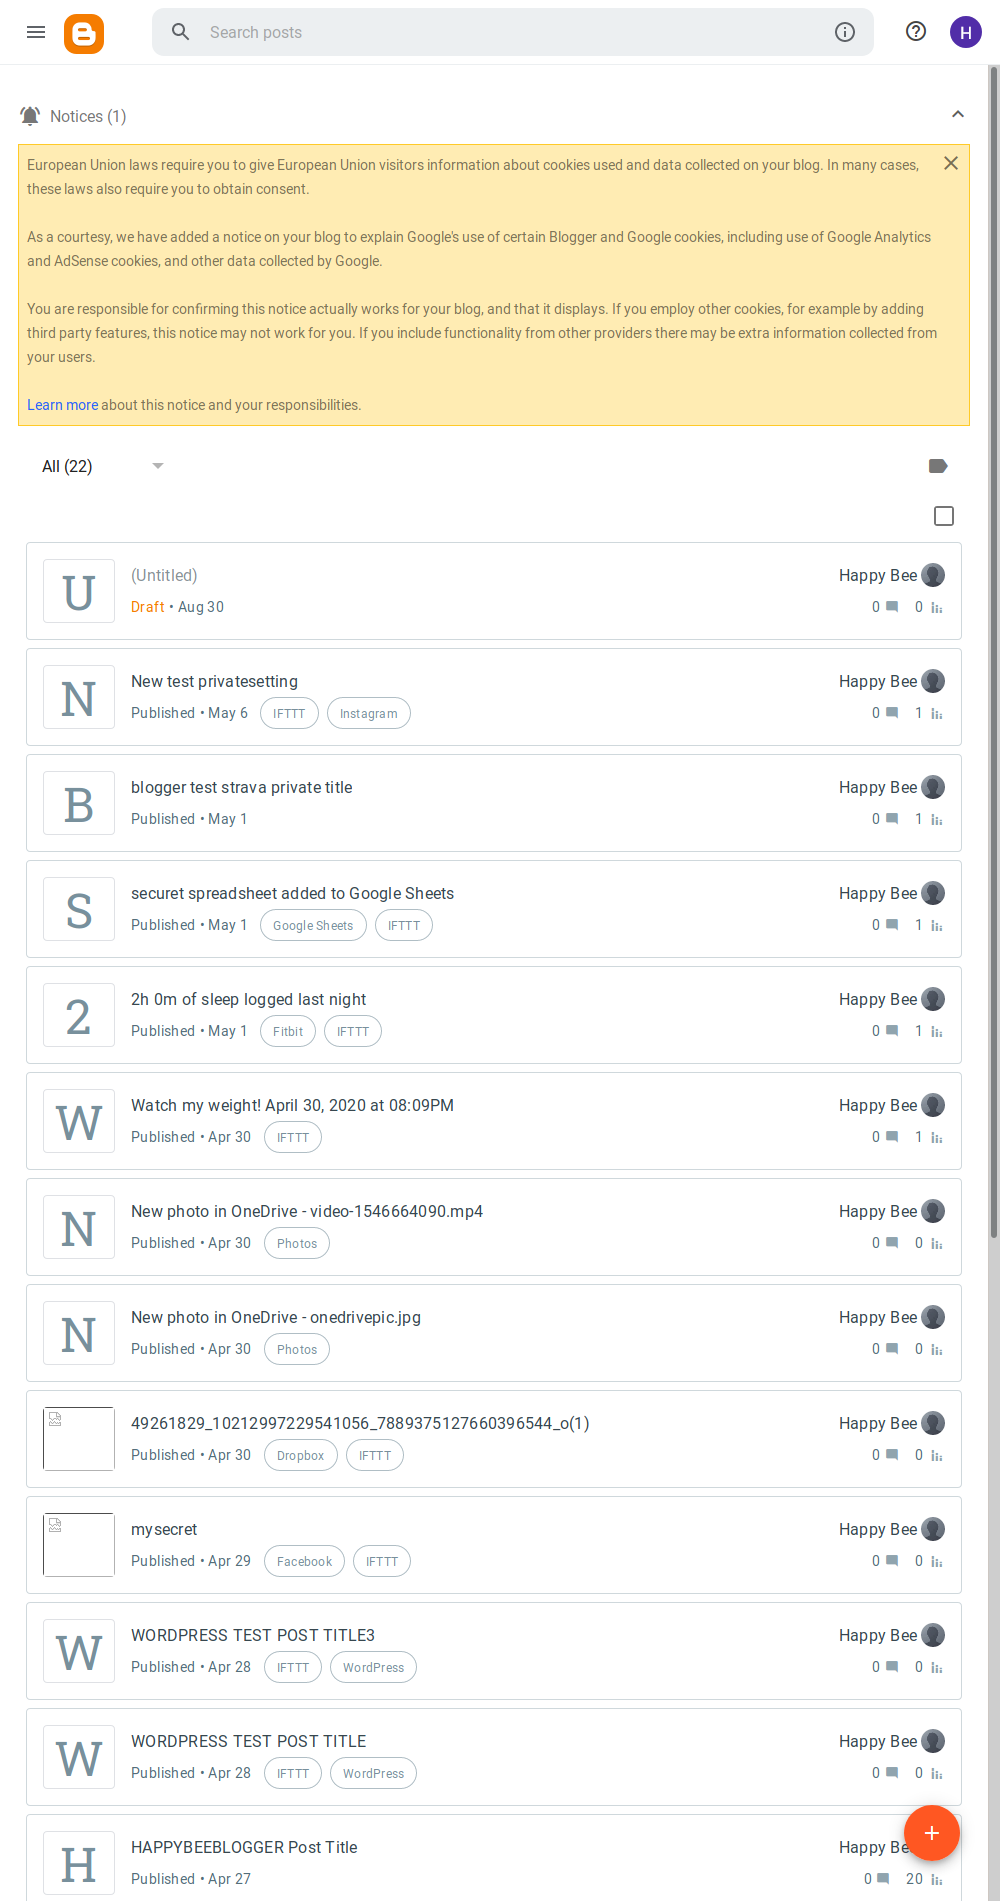 Search posts
H
Notices (1)
European Union laws require you to give European Union visitors information about cookies used and data collected on your blog. In many cases,
these laws also require you to obtain consent.
As a courtesy, we have added a notice on your blog to explain Google's use of certain Blogger and Google cookies, including use of Google Analytics
and AdSense cookies, and other data collected by Google.
You are responsible for confirming this notice actually works for your blog, and that it displays. If you employ other cookies, for example by adding
third party features, this notice may not work for you. If you include functionality from other providers there may be extra information collected from
your users.
Learn more about this notice and your responsibilities.
All (22)
U
(Untitled)
Happy Bee
Draft • Aug 30
0 0
N
New test privatesetting
Happy Bee
Published • May 6 IFTTT Instagram
0 1
B
blogger test strava private title
Happy Bee
Published • May 1
0 1
S
securet spreadsheet added to Google Sheets
Happy Bee
Published • May 1 Google Sheets IFTTT
0 1
2
2h 0m of sleep logged last night
Happy Bee
Published • May 1 Fitbit IFTTT
0 1
W
Watch my weight! April 30, 2020 at 08:09PM
Happy Bee
Published • Apr 30 IFTTT
0 1
N
New photo in OneDrive - video-1546664090.mp4
Happy Bee
Published • Apr 30 Photos
0 0
N
New photo in OneDrive - onedrivepic.jpg
Happy Bee
Published • Apr 30 Photos
0 0
49261829_10212997229541056_7889375127660396544_o(1)
Happy Bee
Published • Apr 30 Dropbox IFTTT
0 0
mysecret
Happy Bee
Published • Apr 29 Facebook IFTTT
0 0
W
WORDPRESS TEST POST TITLE3
Happy Bee
Published • Apr 28 IFTTT WordPress
0 0
W
WORDPRESS TEST POST TITLE
Happy Bee
Published • Apr 28 IFTTT WordPress
0 0
H
HAPPYBEEBLOGGER Post Title
Happy Be
Published • Apr 27
0 20